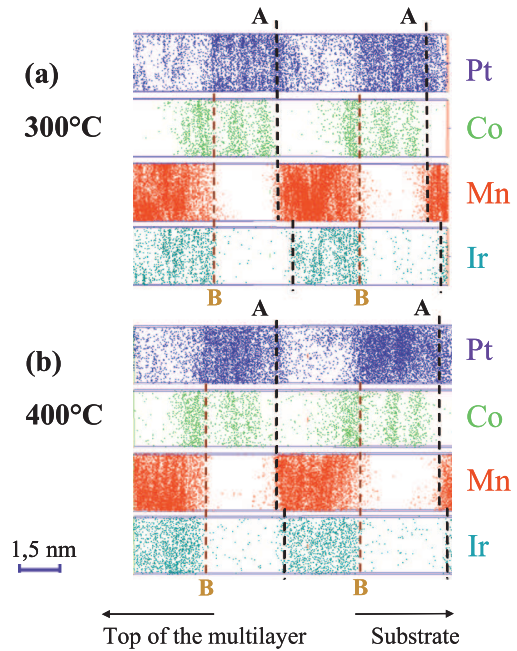 A A
(a)
Pt
300°C
Co
Mn
Ir
B B
A A
(b)
Pt
400°C
Co
Mn
1,5 nm
Ir
B B
Top of the multilayer Substrate